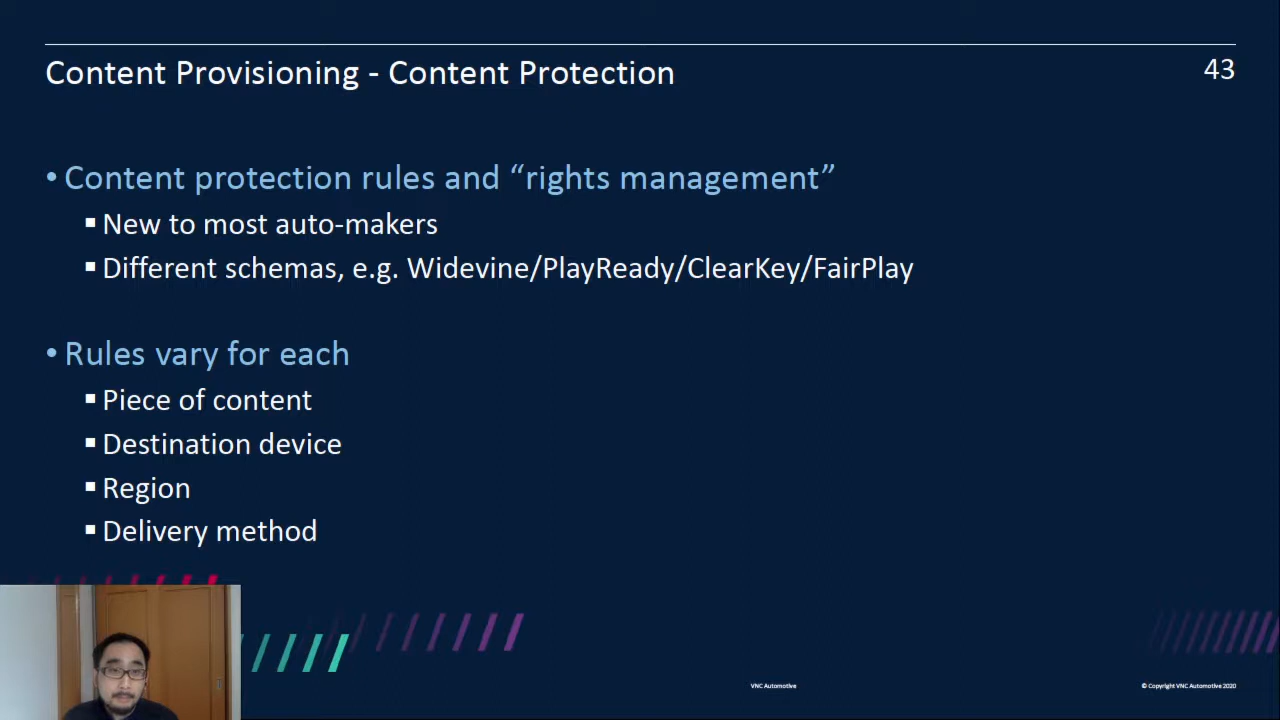 Content Provisioning - Content Protection
43
• Content protection rules and “rights management”
▪ New to most auto-makers
▪ Different schemas, e.g. Widevine/PlayReady/ClearKey/FairPlay
• Rules vary for each
▪ Piece of content
▪ Destination device
▪ Region
▪ Delivery method
VNC Automotive
© Copyright VNC Automotive 2020